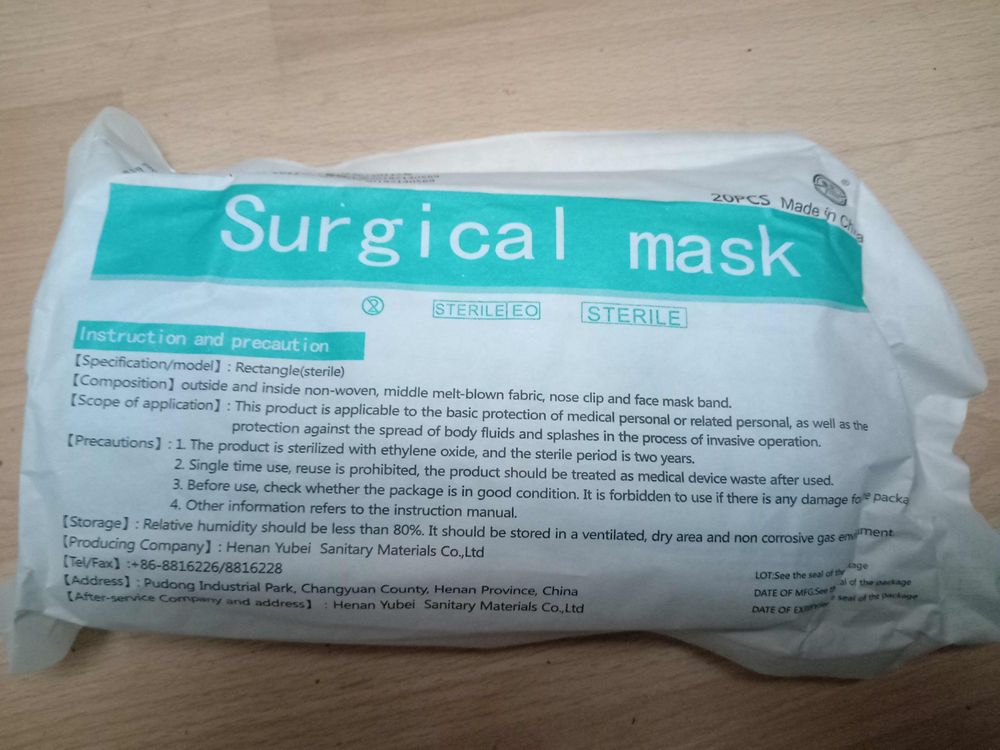 20PCS Made in China
Surgical mask
STERILE EO STERILE
Instruction and precaution
【Specification/model】: Rectangle(sterile)
【Composition】outside and inside non-woven, middle melt-blown fabric, nose clip and face mask band.
【Scope of application】: This product is applicable to the basic protection of medical personal or related personal, as well as the
protection against the spread of body fluids and splashes in the process of invasive operation.
【Precautions】: 1. The product is sterilized with ethylene oxide, and the sterile period is two years.
2. Single time use, reuse is prohibited, the product should be treated as medical device waste after used.
3. Before use, check whether the package is in good condition. It is forbidden to use if there is any damage
4. Other information refers to the instruction manual.
【Storage】: Relative humidity should be less than 80%. It should be stored in a ventilated, dry area and non corrosive gas
【Producing Company】: Henan Yubei Sanitary Materials Co.,Ltd
【Tel/Fax】:+86-8816226/8816228
【Address】: Pudong Industrial Park, Changyuan County, Henan Province, China
【After-service Company and address】 : Henan Yubei Sanitary Materials Co.,Ltd
LOT:See the seal of
DATE OF MFG:See al of the package
DATE OF seal of the package